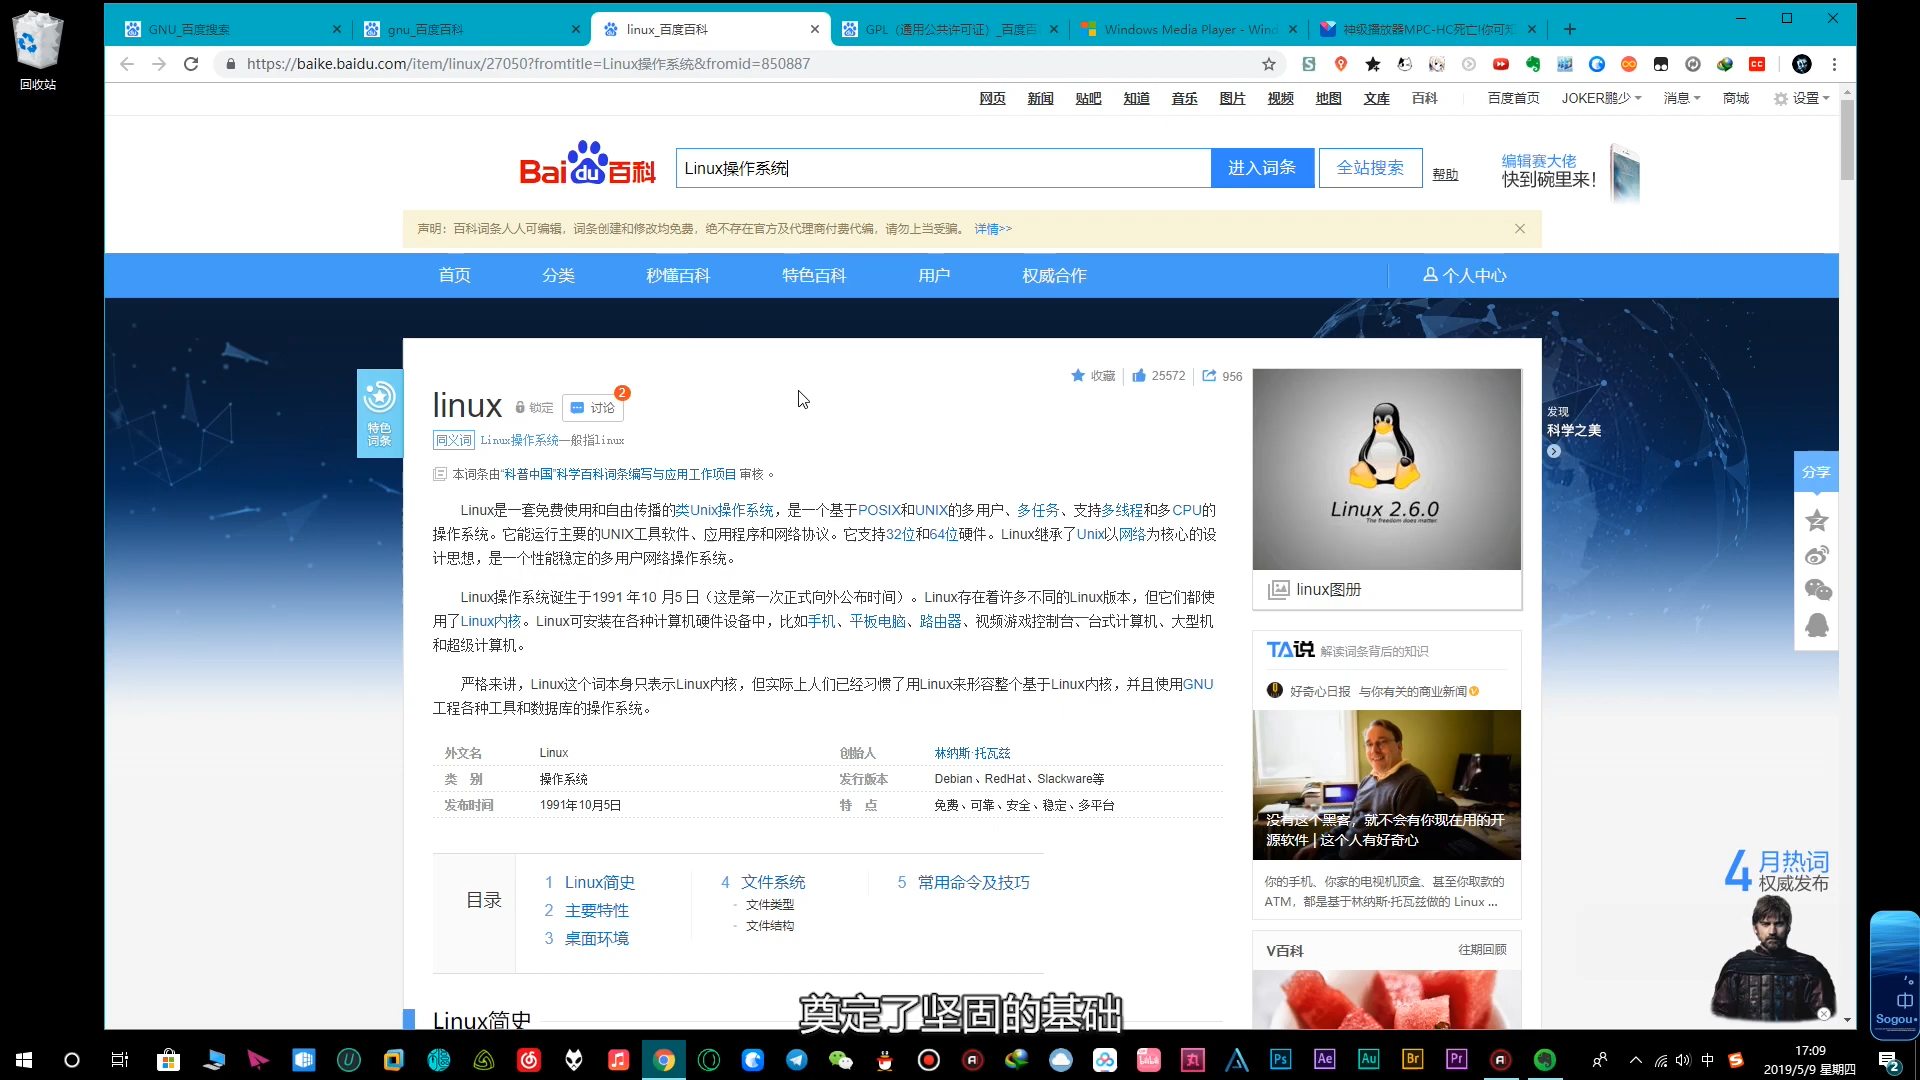 回收站
GNU_百度搜索
gnu_百度百科
linux_百度百科
GPL（通用公共许可证）_百度百
Windows Media Player - Wind
神级播放器MPC-HC死亡!你可知
https://baike.baidu.com/item/linux/27050?fromtitle=Linux操作系统&fromid=850887
网页 新闻 贴吧 知道 音乐 图片 视频 地图 文库 百科 百度首页 JOKER鹏少 消息 商城 设置
Baidu百科
Linux操作系统
进入词条
全站搜索
帮助
编辑赛大佬
快到碗里来！
声明：百科词条人人可编辑，词条创建和修改均免费，绝不存在官方及代理商付费代编，请勿上当受骗。 详情>>
首页 分类 秒懂百科 特色百科 用户 权威合作 个人中心
特色
词条
linux 锁定 讨论 2
收藏 25572 956
同义词 Linux操作系统一般指linux
本词条由“科普中国”科学百科词条编写与应用工作项目 审核 。
Linux是一套免费使用和自由传播的类Unix操作系统，是一个基于POSIX和UNIX的多用户、多任务、支持多线程和多CPU的
操作系统。它能运行主要的UNIX工具软件、应用程序和网络协议。它支持32位和64位硬件。Linux继承了Unix以网络为核心的设
计思想，是一个性能稳定的多用户网络操作系统。
Linux操作系统诞生于1991 年10 月5 日（这是第一次正式向外公布时间）。Linux存在着许多不同的Linux版本，但它们都使
用了Linux内核。Linux可安装在各种计算机硬件设备中，比如手机、平板电脑、路由器、视频游戏控制台、台式计算机、大型机
和超级计算机。
严格来讲，Linux这个词本身只表示Linux内核，但实际上人们已经习惯了用Linux来形容整个基于Linux内核，并且使用GNU
工程各种工具和数据库的操作系统。
外文名 Linux 创始人 林纳斯·托瓦兹
类 别 操作系统 发行版本 Debian、RedHat、Slackware等
发布时间 1991年10月5日 特 点 免费、可靠、安全、稳定、多平台
目录
1 Linux简史
2 主要特性
3 桌面环境
4 文件系统
- 文件类型
- 文件结构
5 常用命令及技巧
Linux简史
Linux 2.6.0
The freedom does matter.
linux图册
TA说 解读词条背后的知识
好奇心日报 与你有关的商业新闻
没有这个黑客，就不会有你现在用的开
源软件 | 这个人有好奇心
你的手机、你家的电视机顶盒、甚至你取款的
ATM，都是基于林纳斯·托瓦兹做的 Linux ...
V百科 往期回顾
发现
科学之美
分享
4月热词
权威发布
中
Sogou
奠定了坚固的基础
Ps Ae Au Br Pr
中
17:09
2019/5/9 星期四
2